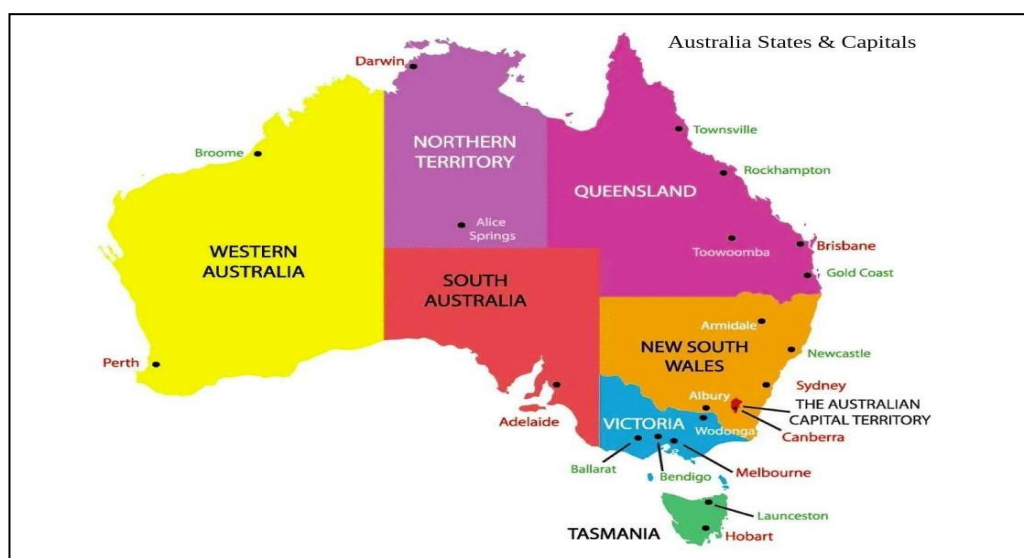 Australia States & Capitals
Darwin
Broome
NORTHERN
TERRITORY
Townsville
Rockhampton
QUEENSLAND
Alice
Springs
WESTERN
AUSTRALIA
Toowoomba
Brisbane
Gold Coast
SOUTH
AUSTRALIA
Armidale
NEW SOUTH
WALES
Newcastle
Perth
Sydney
Albury
THE AUSTRALIAN
CAPITAL TERRITORY
Adelaide
VICTORIA
Wodonga
Canberra
Ballarat
Bendigo
Melbourne
Launceston
TASMANIA
Hobart